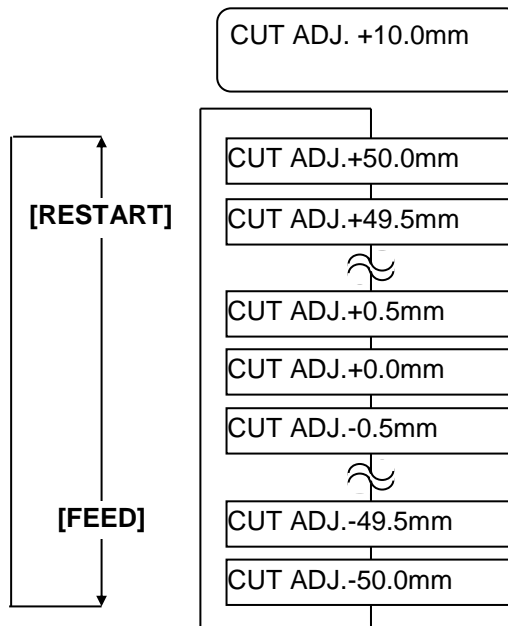 CUT ADJ. +10.0mm
CUT ADJ.+50.0mm
[RESTART]
CUT ADJ.+49.5mm
CUT ADJ.+0.5mm
CUT ADJ.+0.0mm
CUT ADJ.-0.5mm
[FEED]
CUT ADJ.-49.5mm
CUT ADJ.-50.0mm